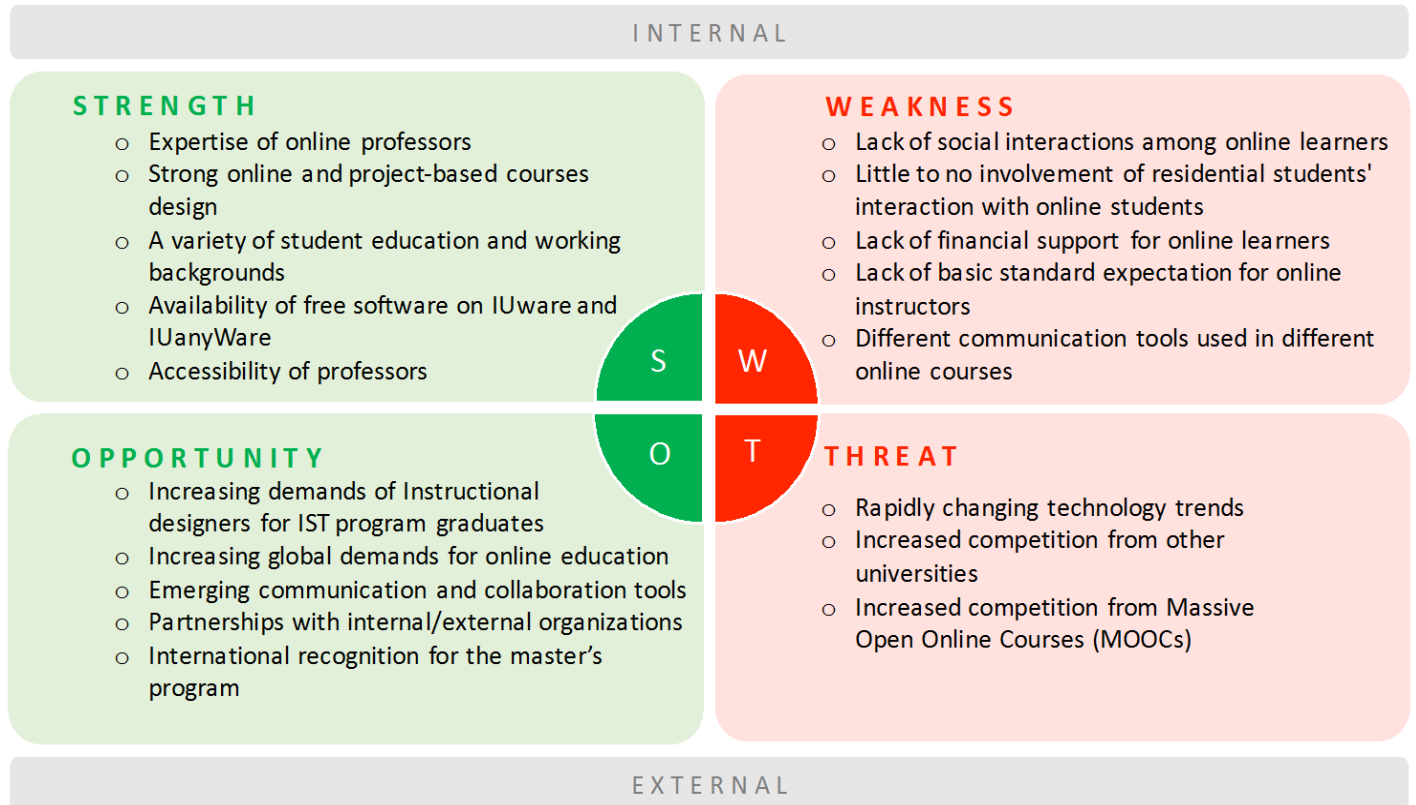 INTERNAL
STRENGTH
o Expertise of online professors
o Strong online and project-based courses
design
o A variety of student education and working
backgrounds
o Availability of free software on IUware and
IUanyWare
o Accessibility of professors
WEAKNESS
o Lack of social interactions among online learners
o Little to no involvement of residential students'
interaction with online students
o Lack of financial support for online learners
o Lack of basic standard expectation for online
instructors
o Different communication tools used in different
online courses
S
W
O
T
OPPORTUNITY
o Increasing demands of Instructional
designers for IST program graduates
o Increasing global demands for online education
o Emerging communication and collaboration tools
o Partnerships with internal/external organizations
o International recognition for the master’s
program
THREAT
o Rapidly changing technology trends
o Increased competition from other
universities
o Increased competition from Massive
Open Online Courses (MOOCs)
EXTERNAL